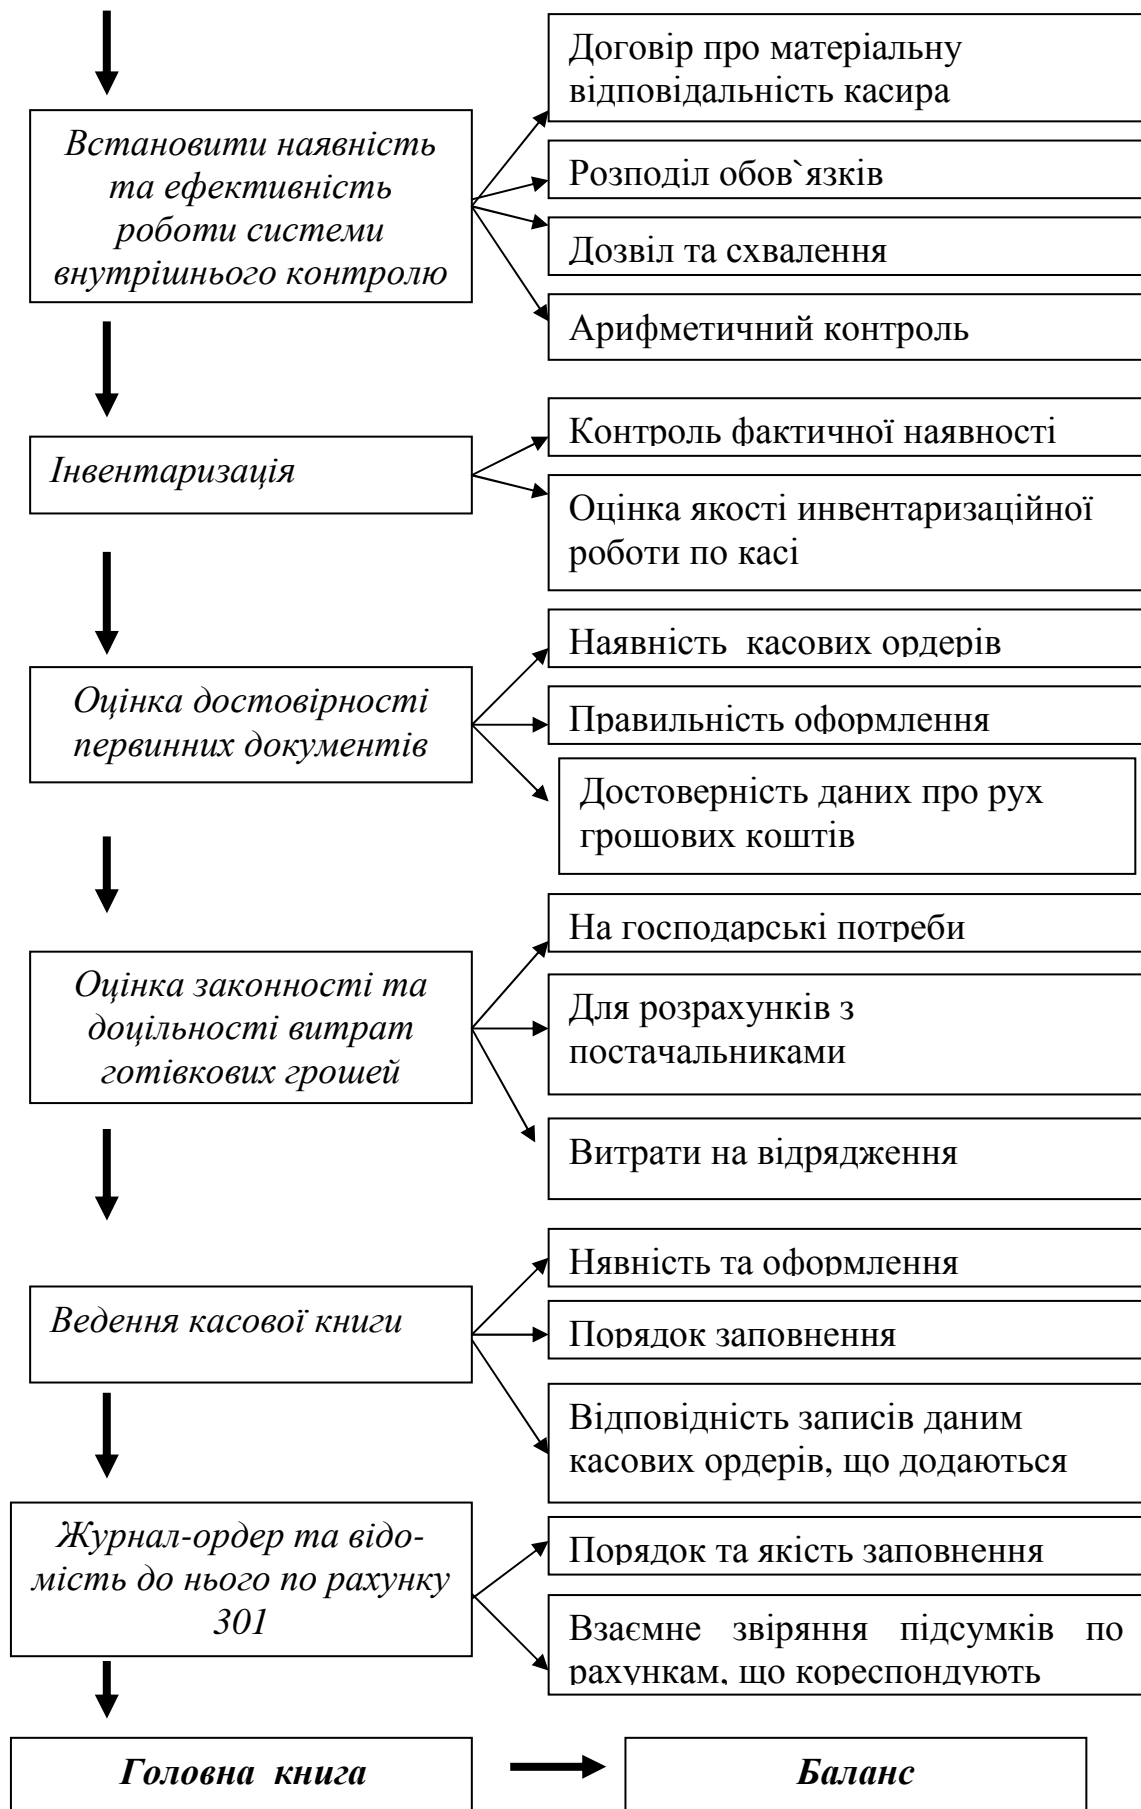 Договір про матеріальну
відповідальність касира
Встановити наявність
та ефективність
роботи системи
внутрішнього контролю
Розподіл обов`язків
Дозвіл та схвалення
Арифметичний контроль
Інвентаризація
Контроль фактичної наявності
Оцінка якості инвентаризаційної
роботи по касі
Оцінка достовірності
первинних документів
Наявність  касових ордерів
Правильність оформлення
Достоверність даних про рух
грошових коштів
Оцінка законності та
доцільності витрат
готівкових грошей
На господарські потреби
Для розрахунків з
постачальниками
Витрати на відрядження
Ведення касової книги
Нявність та оформлення
Порядок заповнення
Відповідність записів даним
касових ордерів, що додаються
Журнал-ордер та відо-
мість до нього по рахунку
301
Порядок та якість заповнення
Взаємне звіряння підсумків по
рахункам, що кореспондують
Головна  книга
Баланс